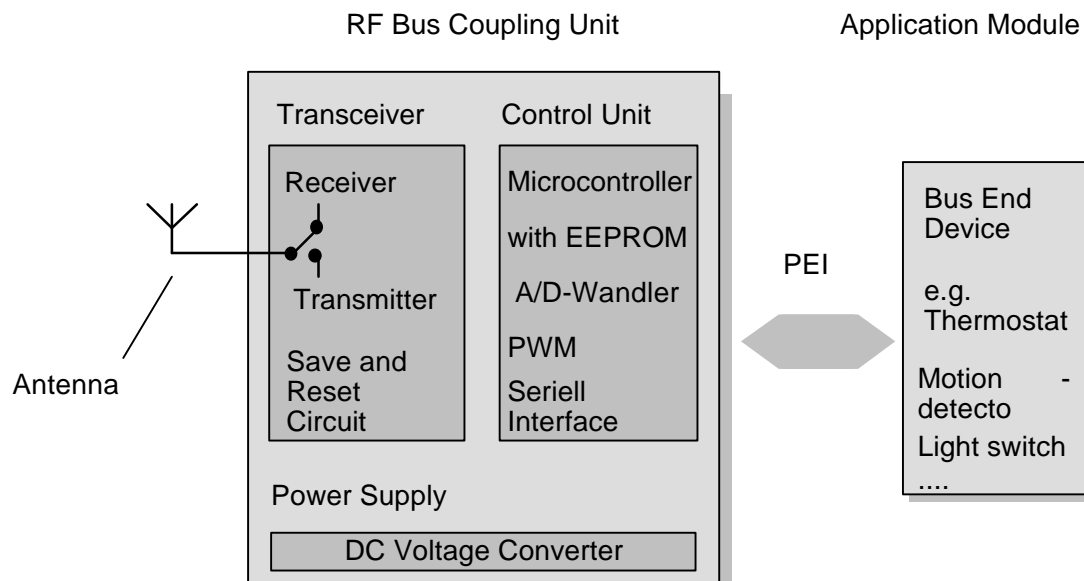 RF Bus Coupling Unit
Application Module
Transceiver
Control Unit
Receiver
Transmitter
Save and
Reset
Circuit
Microcontroller
with EEPROM
A/D-Wandler
PWM
Seriell
Interface
Antenna
PEI
Bus End
Device
e.g.
Thermostat
Motion -
detecto
Light switch
....
Power Supply
DC Voltage Converter